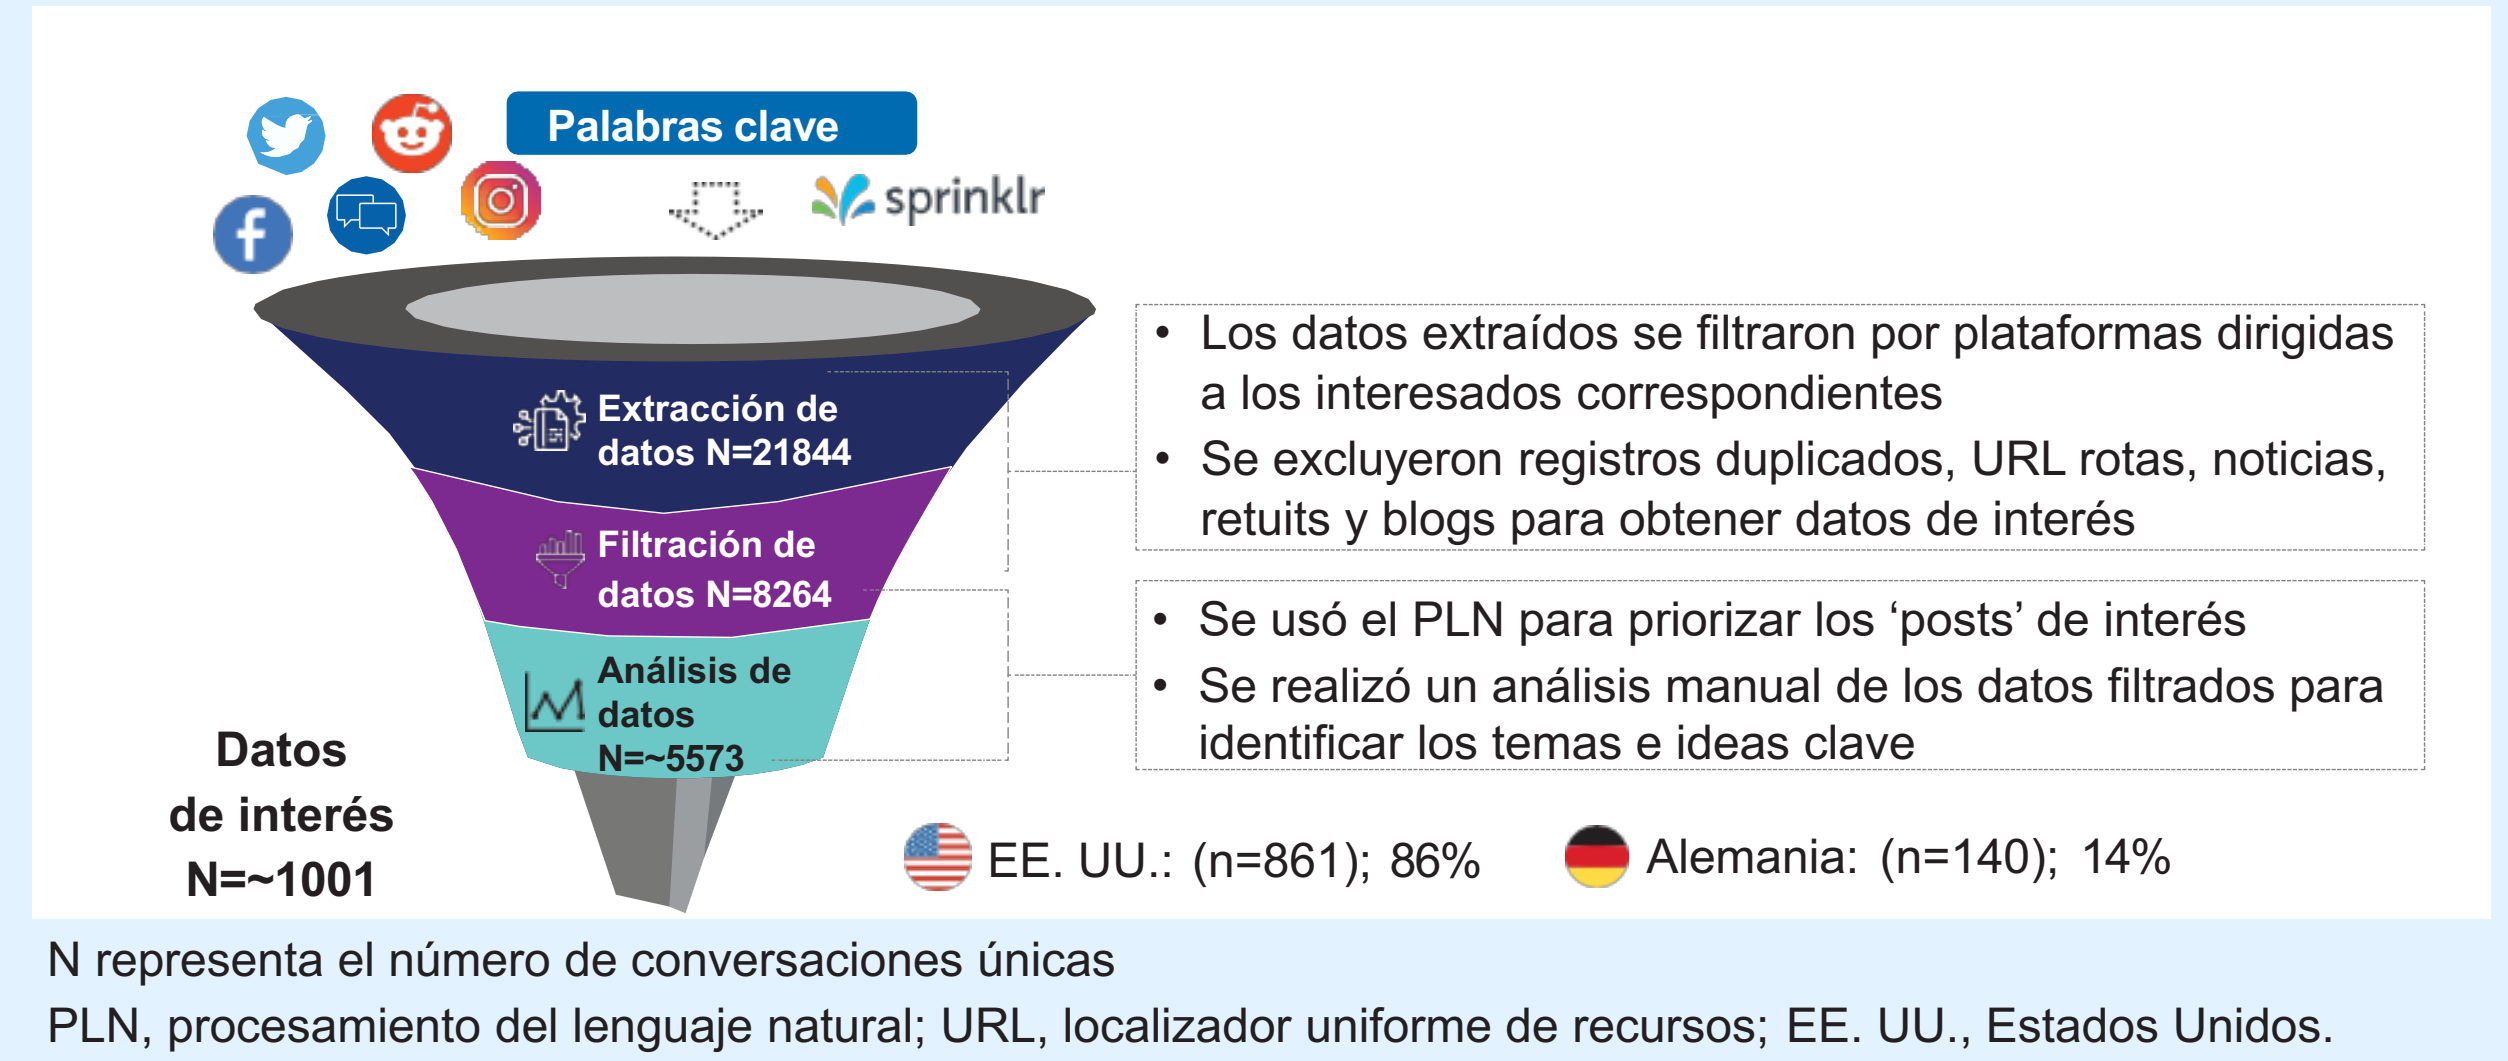 Palabras clave
sprinklr
Extracción de
datos N=21844
Filtración de
datos N=8264
Análisis de
datos
N=~5573
• Los datos extraídos se filtraron por plataformas dirigidas
a los interesados correspondientes
• Se excluyeron registros duplicados, URL rotas, noticias,
retuits y blogs para obtener datos de interés
• Se usó el PLN para priorizar los ‘posts’ de interés
• Se realizó un análisis manual de los datos filtrados para
identificar los temas e ideas clave
Datos
de interés
N=~1001
EE. UU.: (n=861); 86%
Alemania: (n=140); 14%
N representa el número de conversaciones únicas
PLN, procesamiento del lenguaje natural; URL, localizador uniforme de recursos; EE. UU., Estados Unidos.